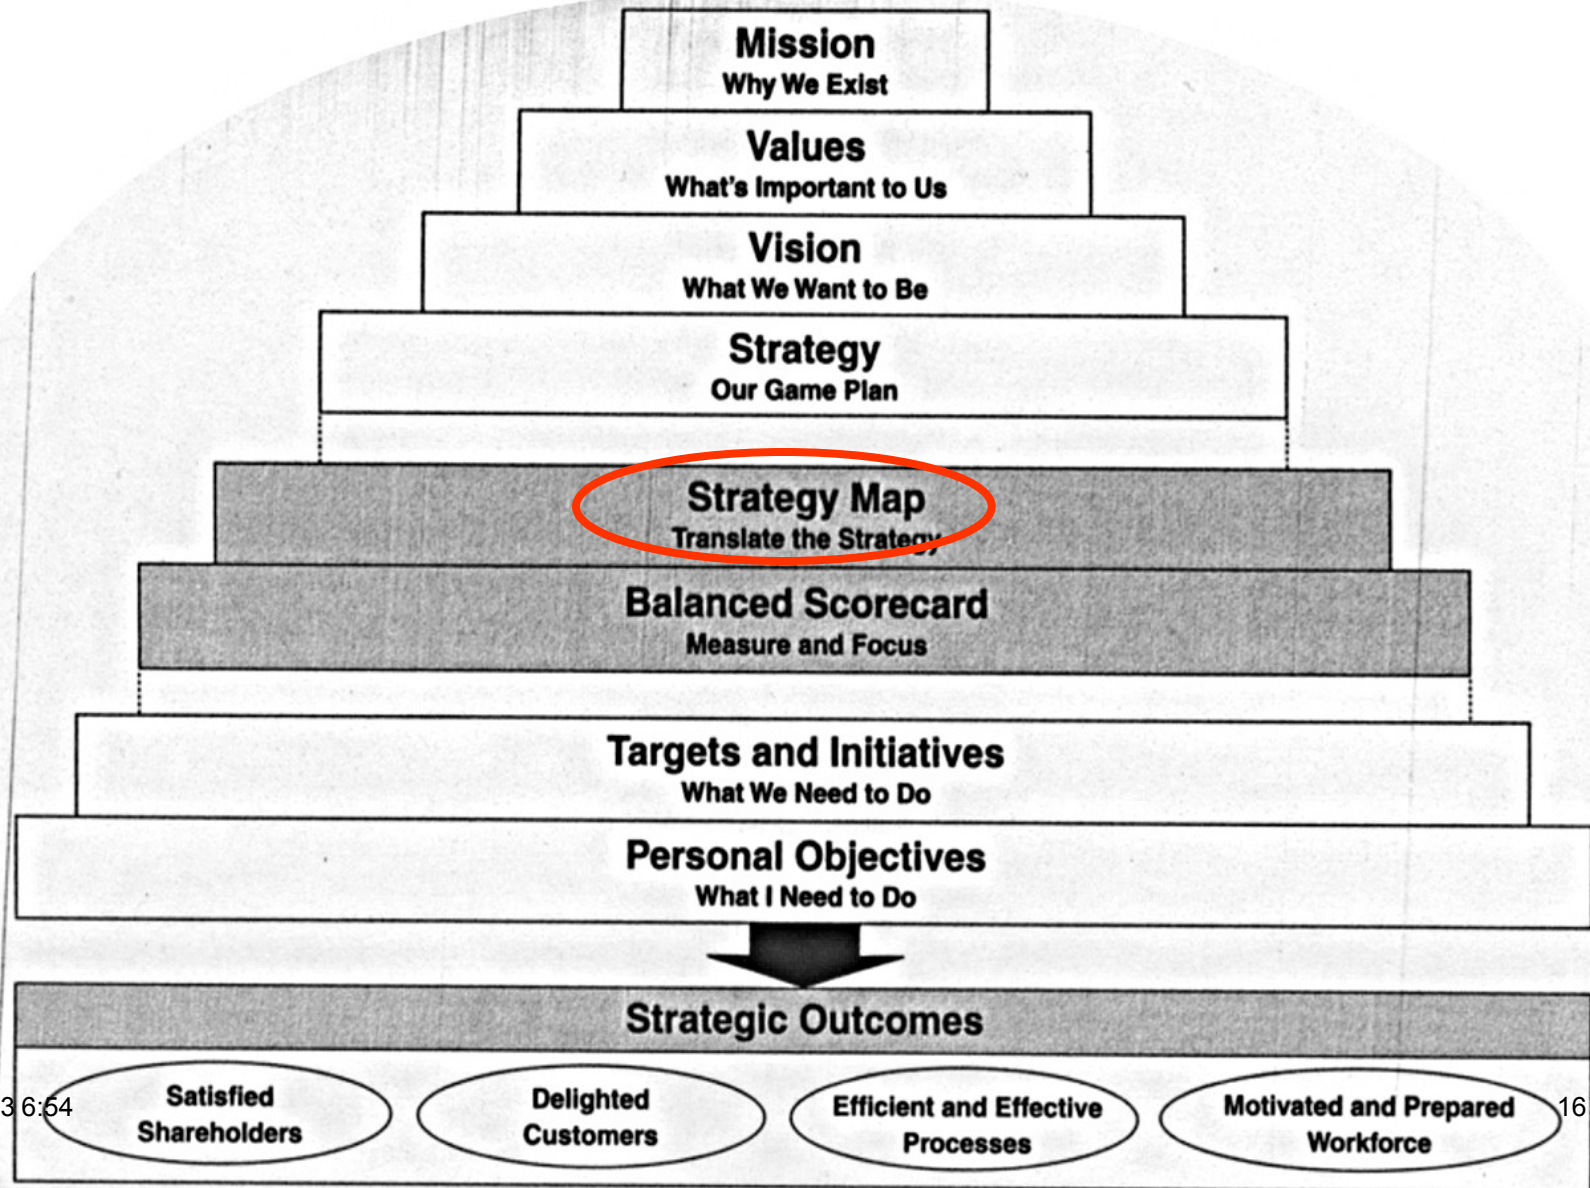 Mission
Why We Exist
Values
What's Important to Us
Vision
What We Want to Be
Strategy
Our Game Plan
Strategy Map
Translate the Strategy
Balanced Scorecard
Measure and Focus
Targets and Initiatives
What We Need to Do
Personal Objectives
What I Need to Do
Strategic Outcomes
Satisfied
Shareholders
Delighted
Customers
Efficient and Effective
Processes
Motivated and Prepared
Workforce
3 6:54
16